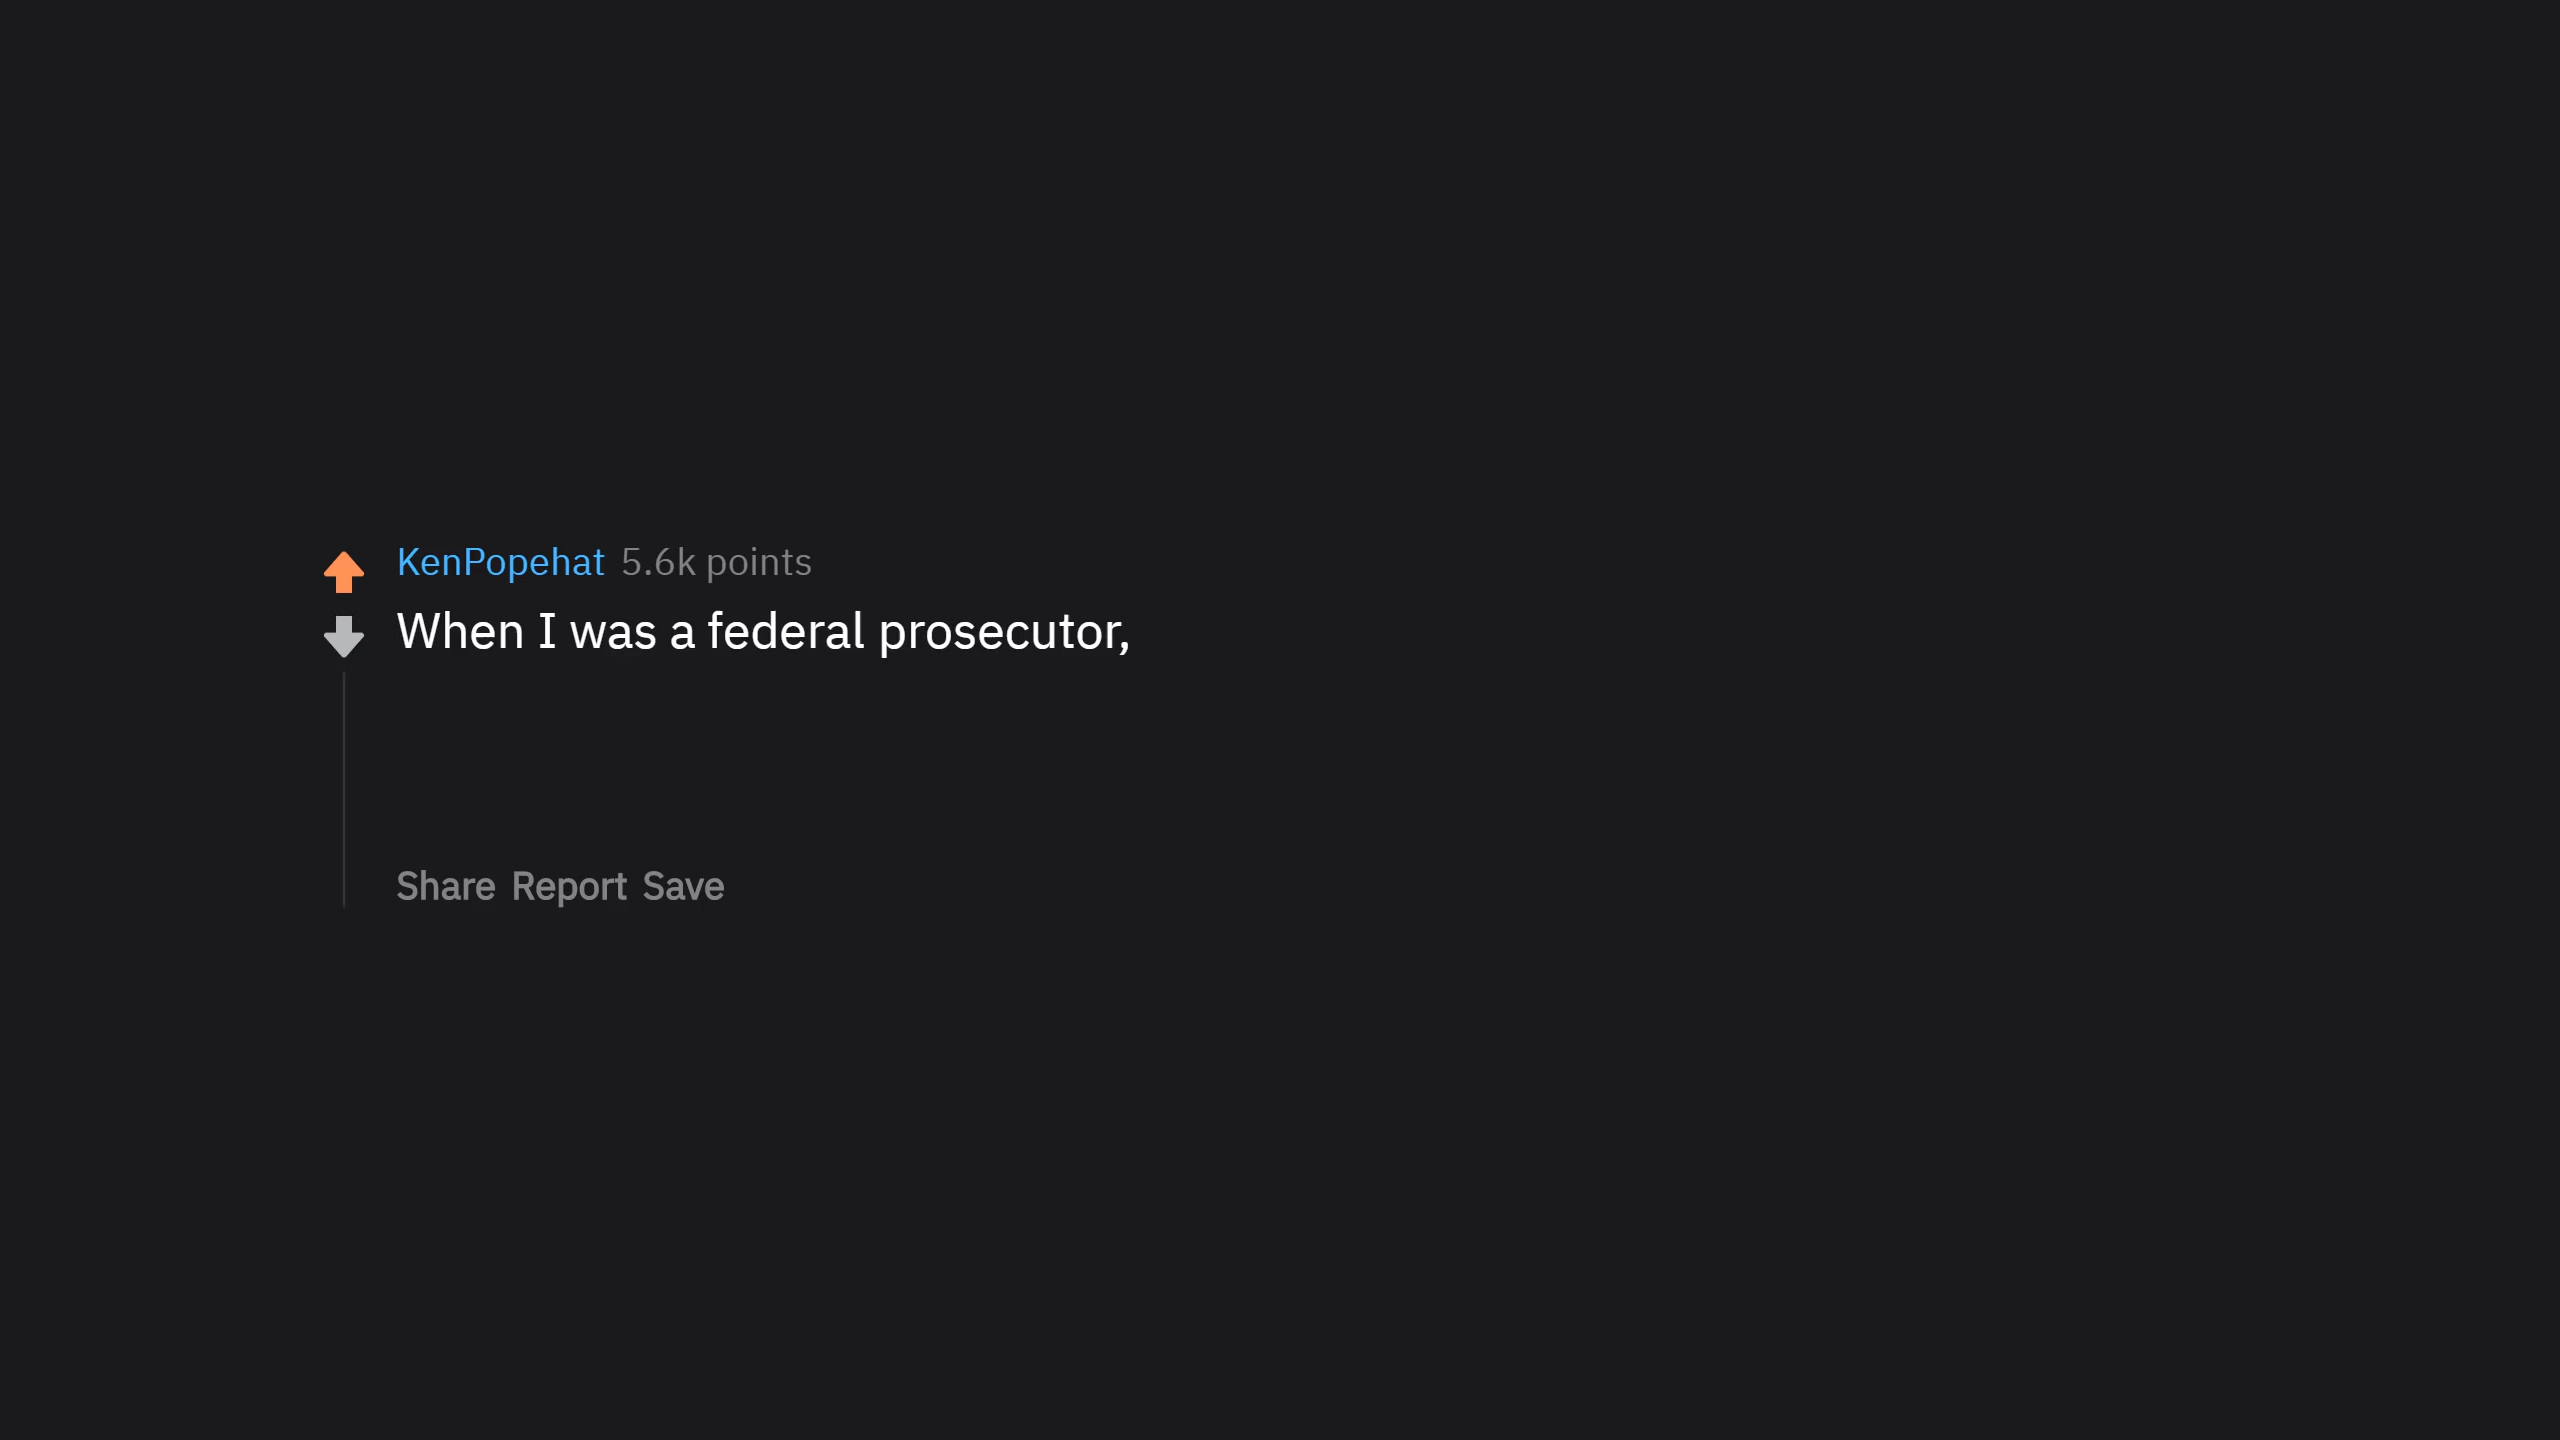 KenPopehat 5.6k points
When I was a federal prosecutor,
Share Report Save